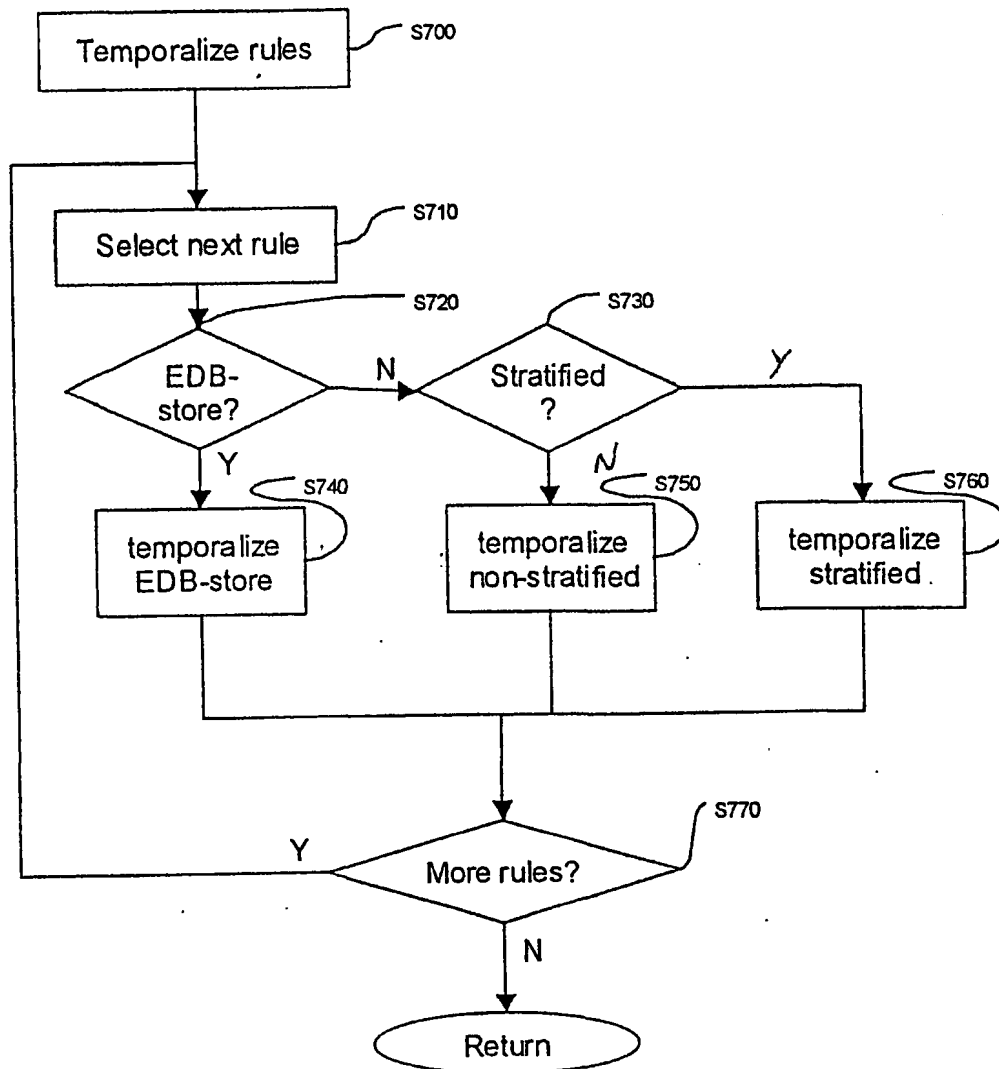 Temporalize rules
S700
Select next rule
S710
S720
EDB-
store?
N
Y
S730
Stratified
?
Y
N
S740
temporalize
EDB-store
S750
temporalize
non-stratified
S760
temporalize
stratified
S770
More rules?
Y
N
Return